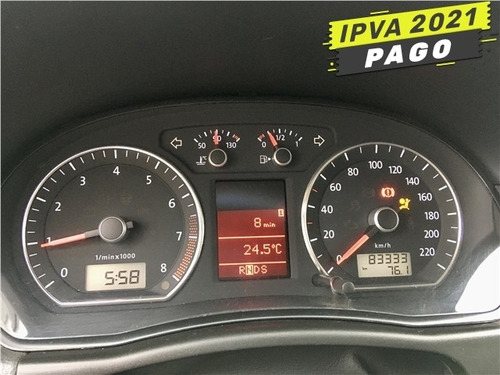 IPVA 2021
PAGO
50 90 130
0 1/2 1
0 1 2 3 4 5 6 7 8
1/min x 1000
5:58
8 min
24.5°C
RNDS
0 20 40 60 80 100 120 140 160 180 200 220
km/h
83333
km 76.1